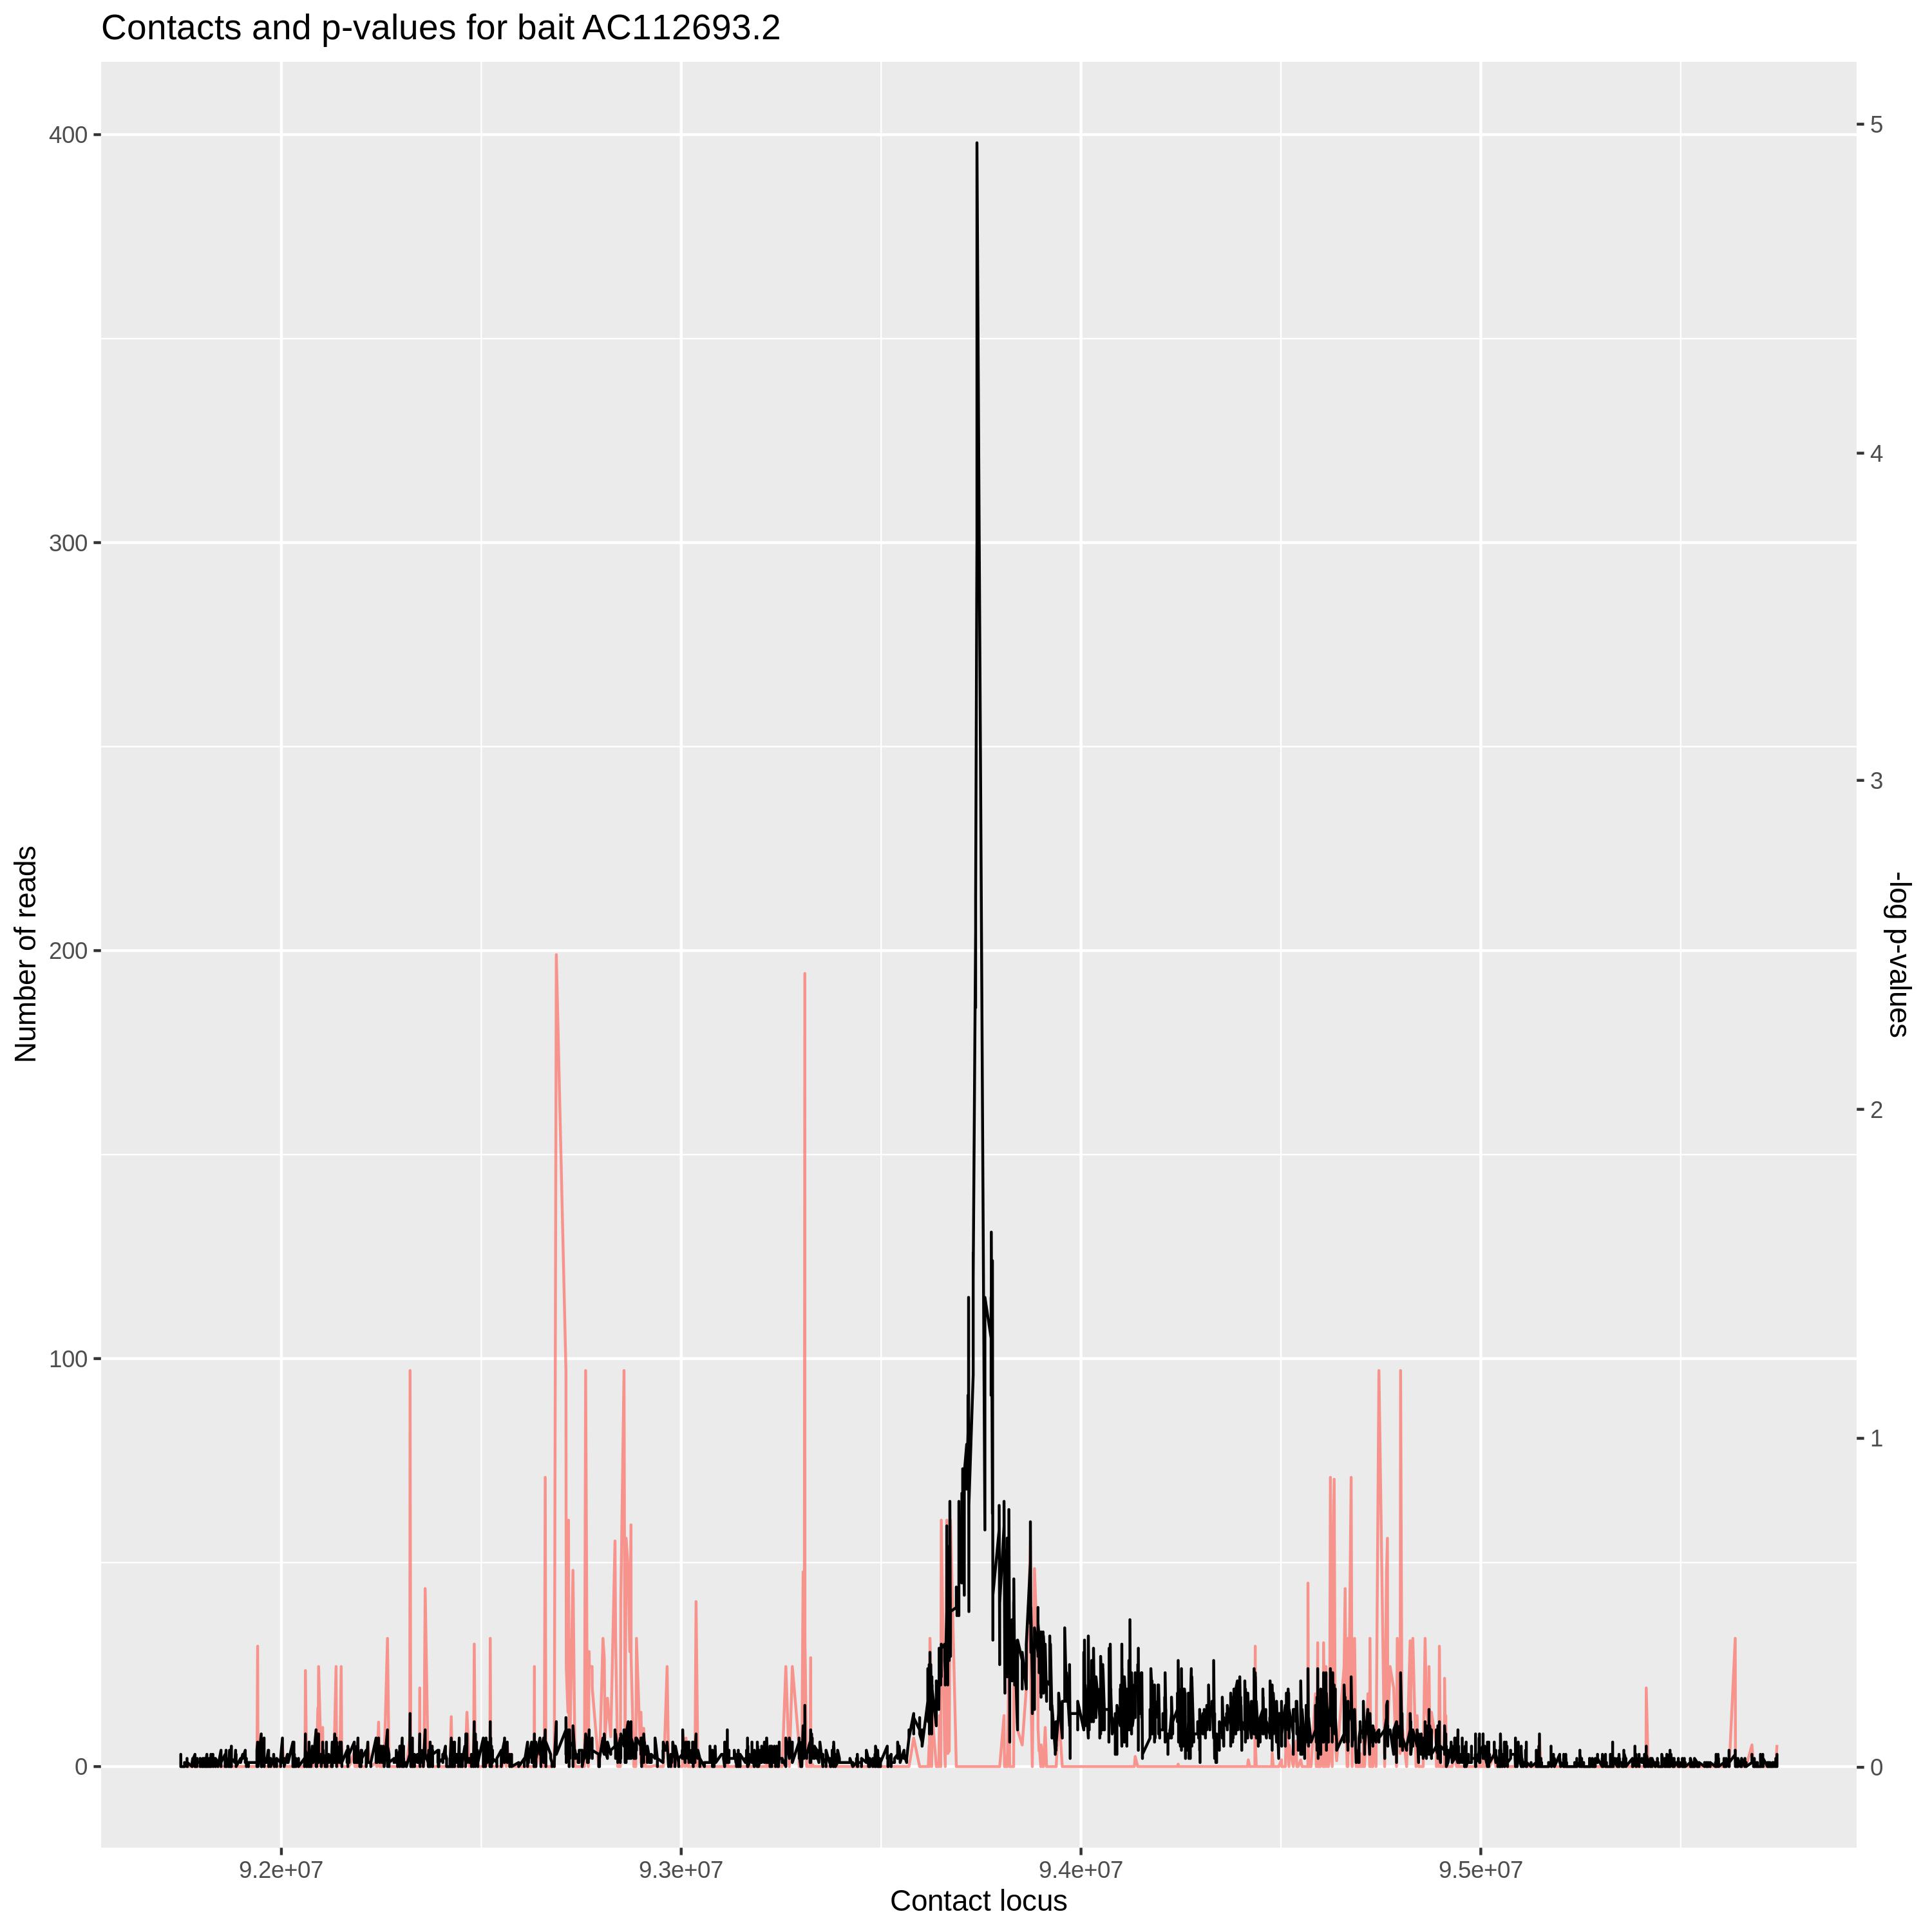 Contacts and p-values for bait AC112693.2
400
300
200
100
0
Number of reads
5
4
3
2
1
0
-log p-values
9.2e+07
9.3e+07
9.4e+07
9.5e+07
Contact locus